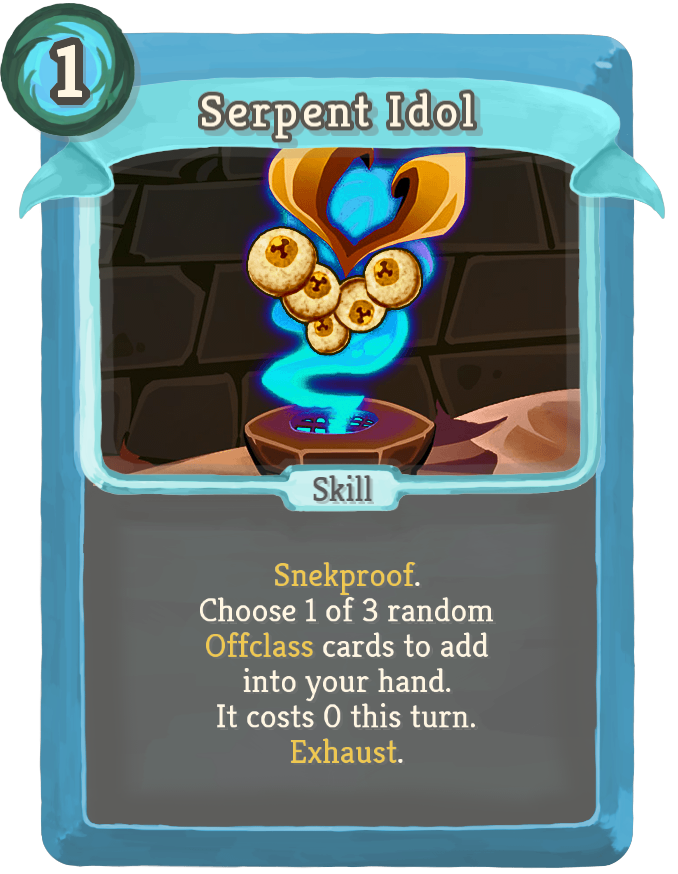 1
Serpent Idol
Skill
Snekproof.
Choose 1 of 3 random
Offclass cards to add
into your hand.
It costs 0 this turn.
Exhaust.